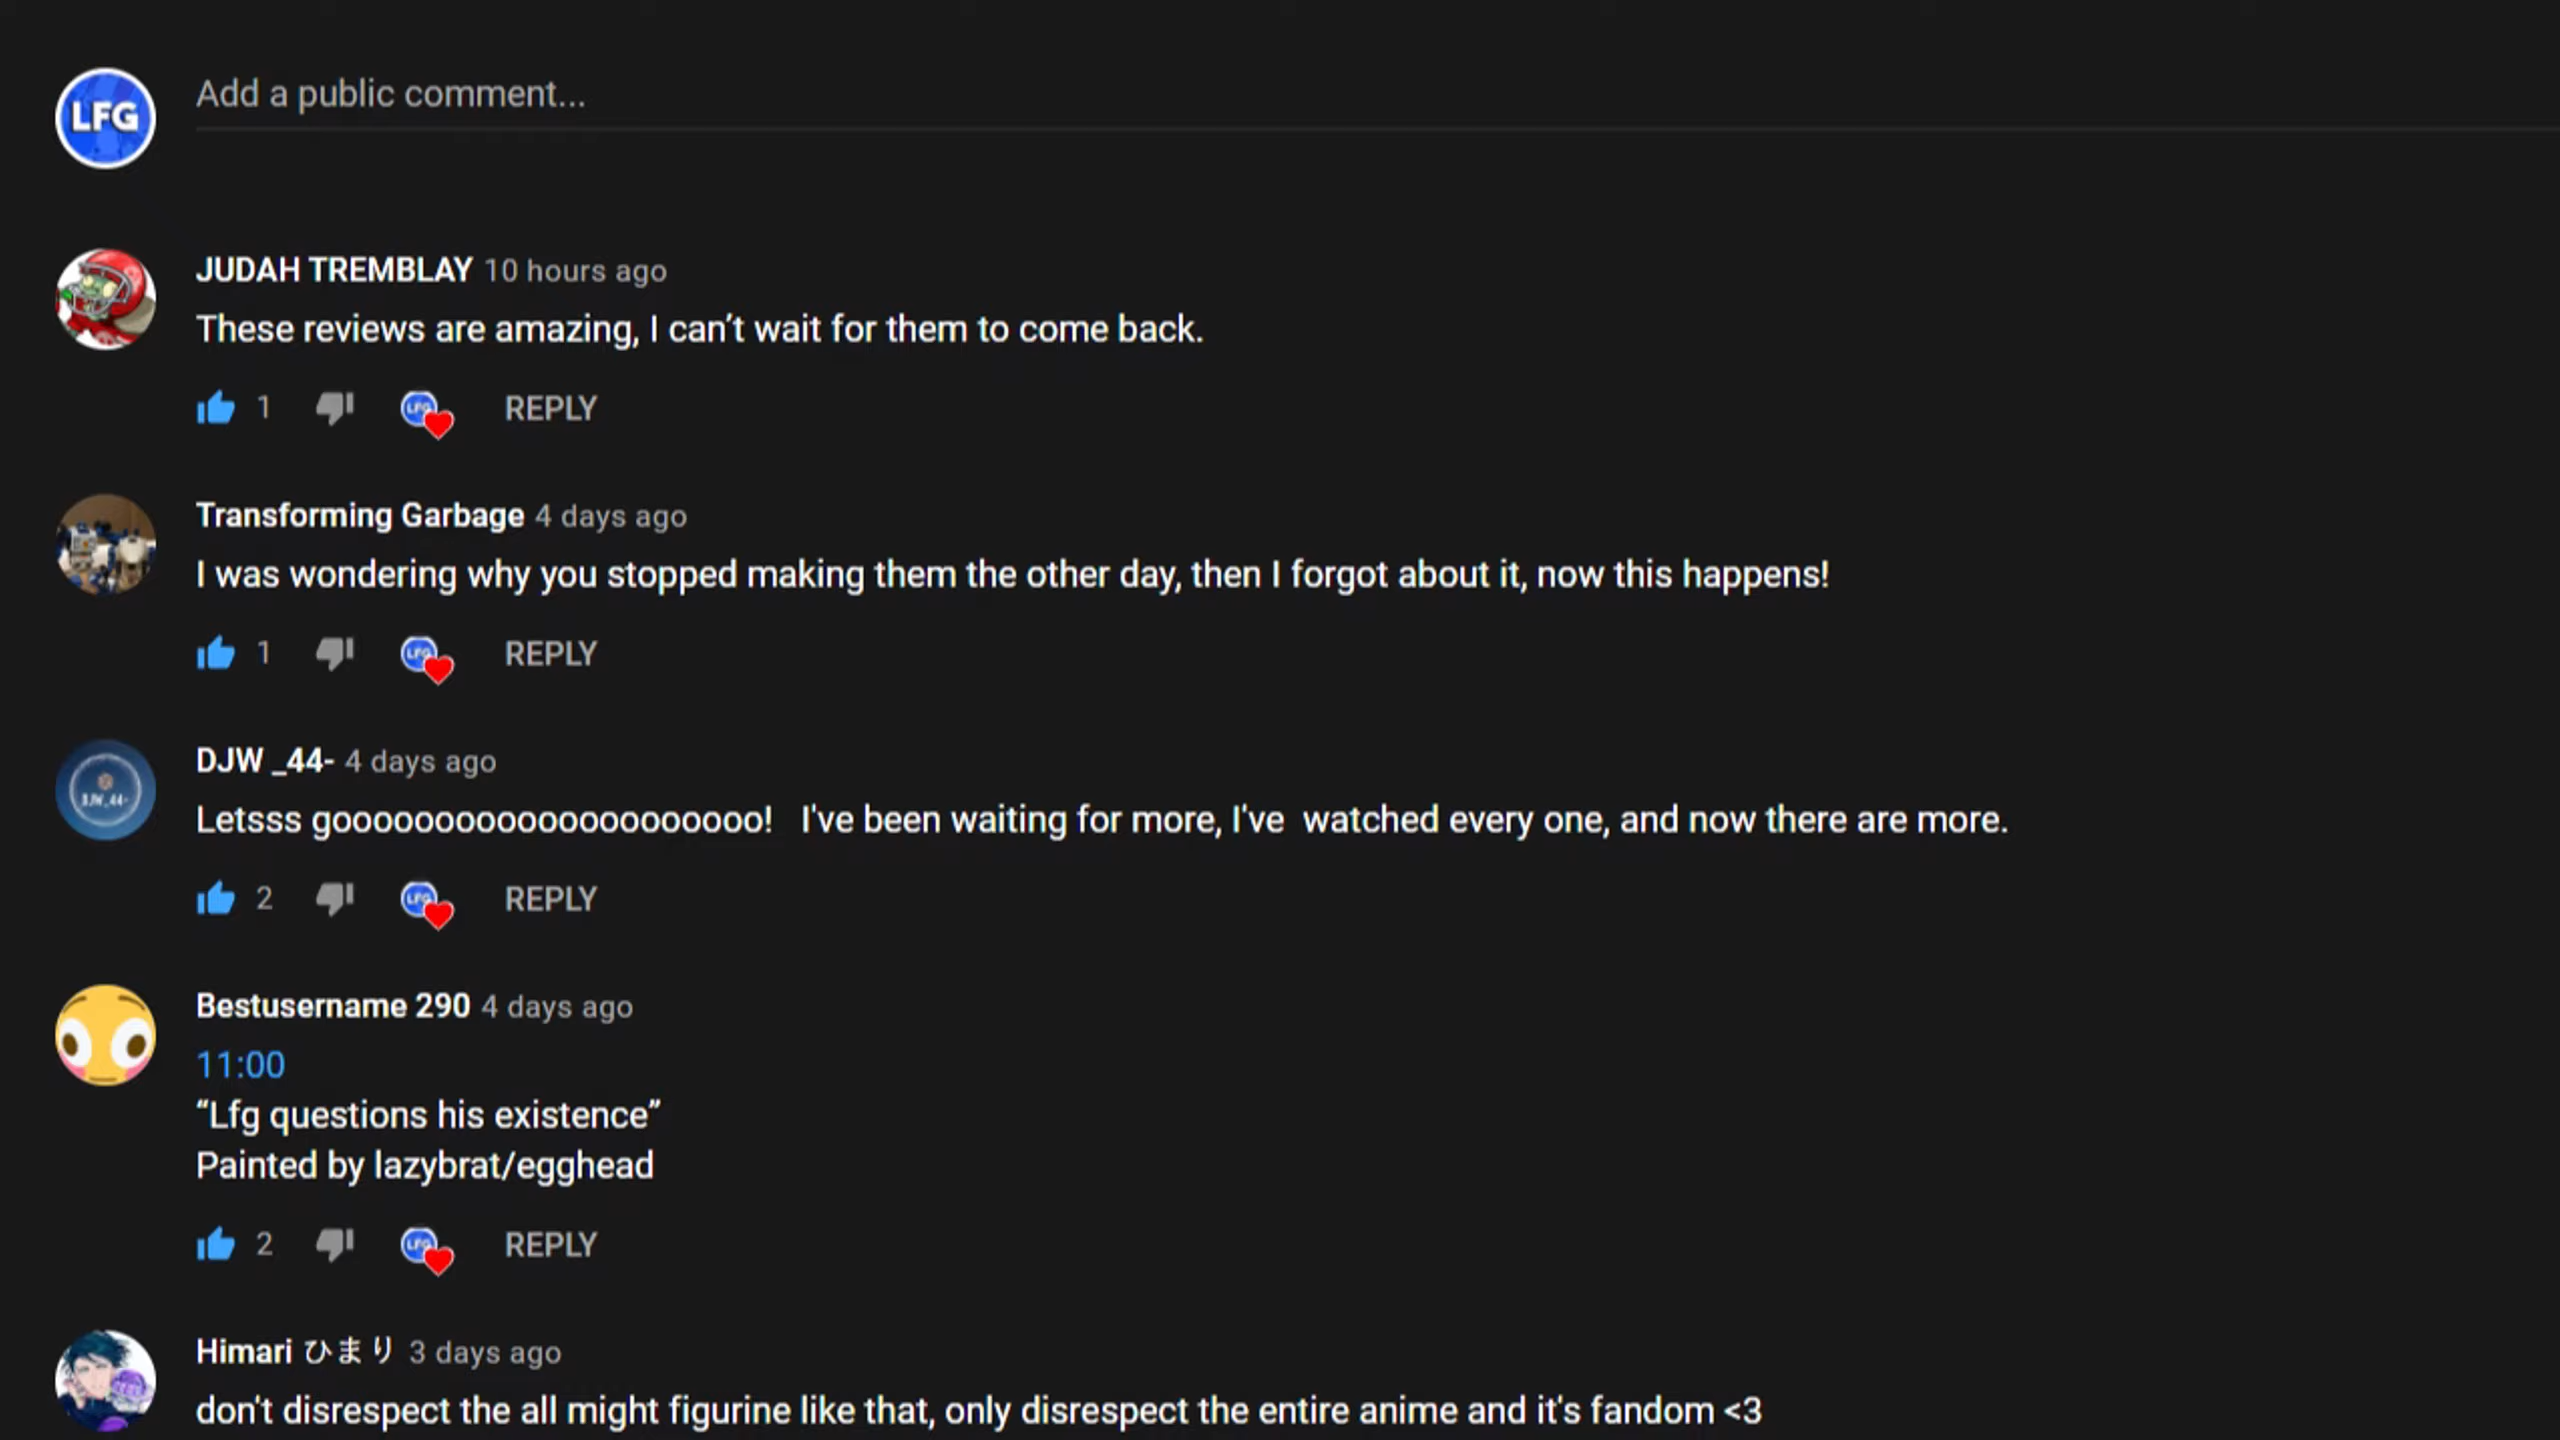 LFG
Add a public comment...
JUDAH TREMBLAY 10 hours ago
These reviews are amazing, I can’t wait for them to come back.
1 LFG REPLY
Transforming Garbage 4 days ago
I was wondering why you stopped making them the other day, then I forgot about it, now this happens!
1 LFG REPLY
DJW_44-
DJW _44- 4 days ago
Letsss gooooooooooooooooooooo!   I've been waiting for more, I've  watched every one, and now there are more.
2 LFG REPLY
Bestusername 290 4 days ago
11:00
“Lfg questions his existence”
Painted by lazybrat/egghead
2 LFG REPLY
Himari ひまり 3 days ago
don't disrespect the all might figurine like that, only disrespect the entire anime and it's fandom <3